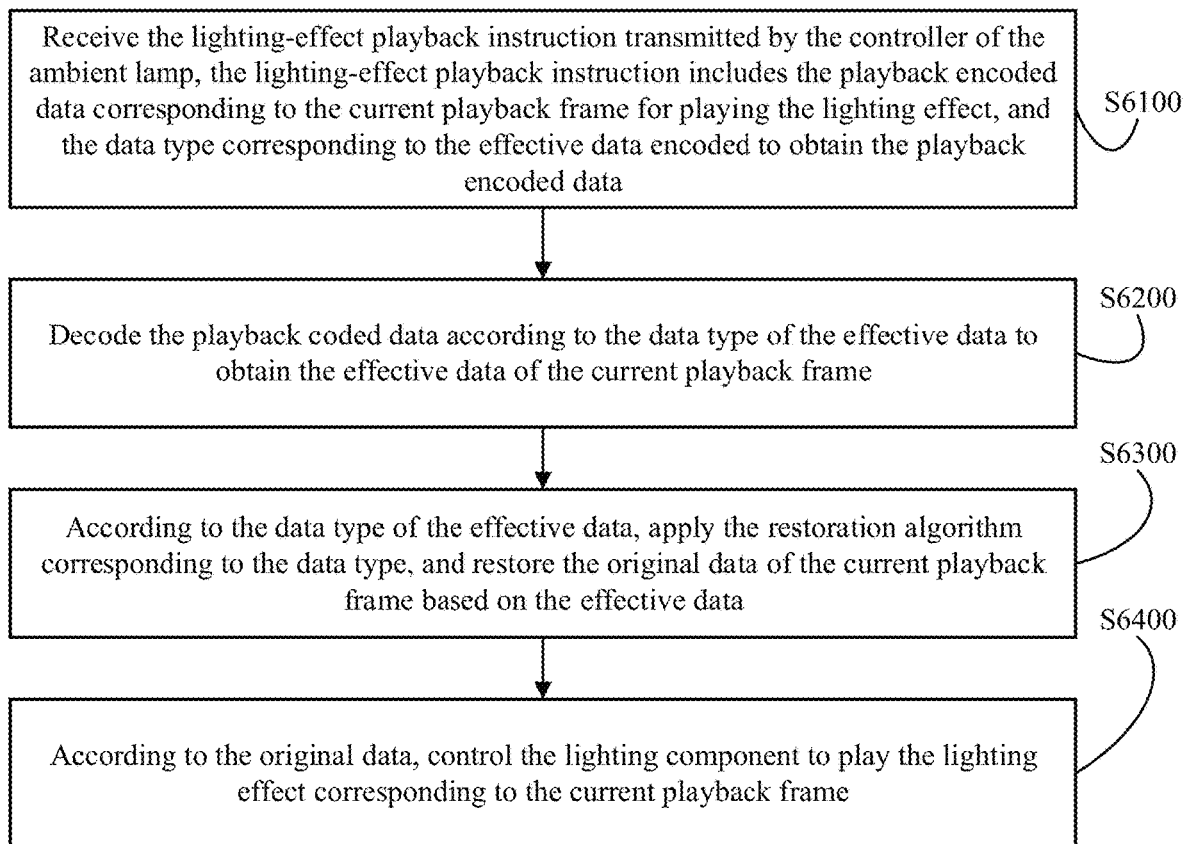 Receive the lighting-effect playback instruction transmitted by the controller of the
ambient lamp, the lighting-effect playback instruction includes the playback encoded
data corresponding to the current playback frame for playing the lighting effect, and
the data type corresponding to the effective data encoded to obtain the playback
encoded data
S6100
S6200
Decode the playback coded data according to the data type of the effective data to
obtain the effective data of the current playback frame
S6300
According to the data type of the effective data, apply the restoration algorithm
corresponding to the data type, and restore the original data of the current playback
frame based on the effective data
S6400
According to the original data, control the lighting component to play the lighting
effect corresponding to the current playback frame